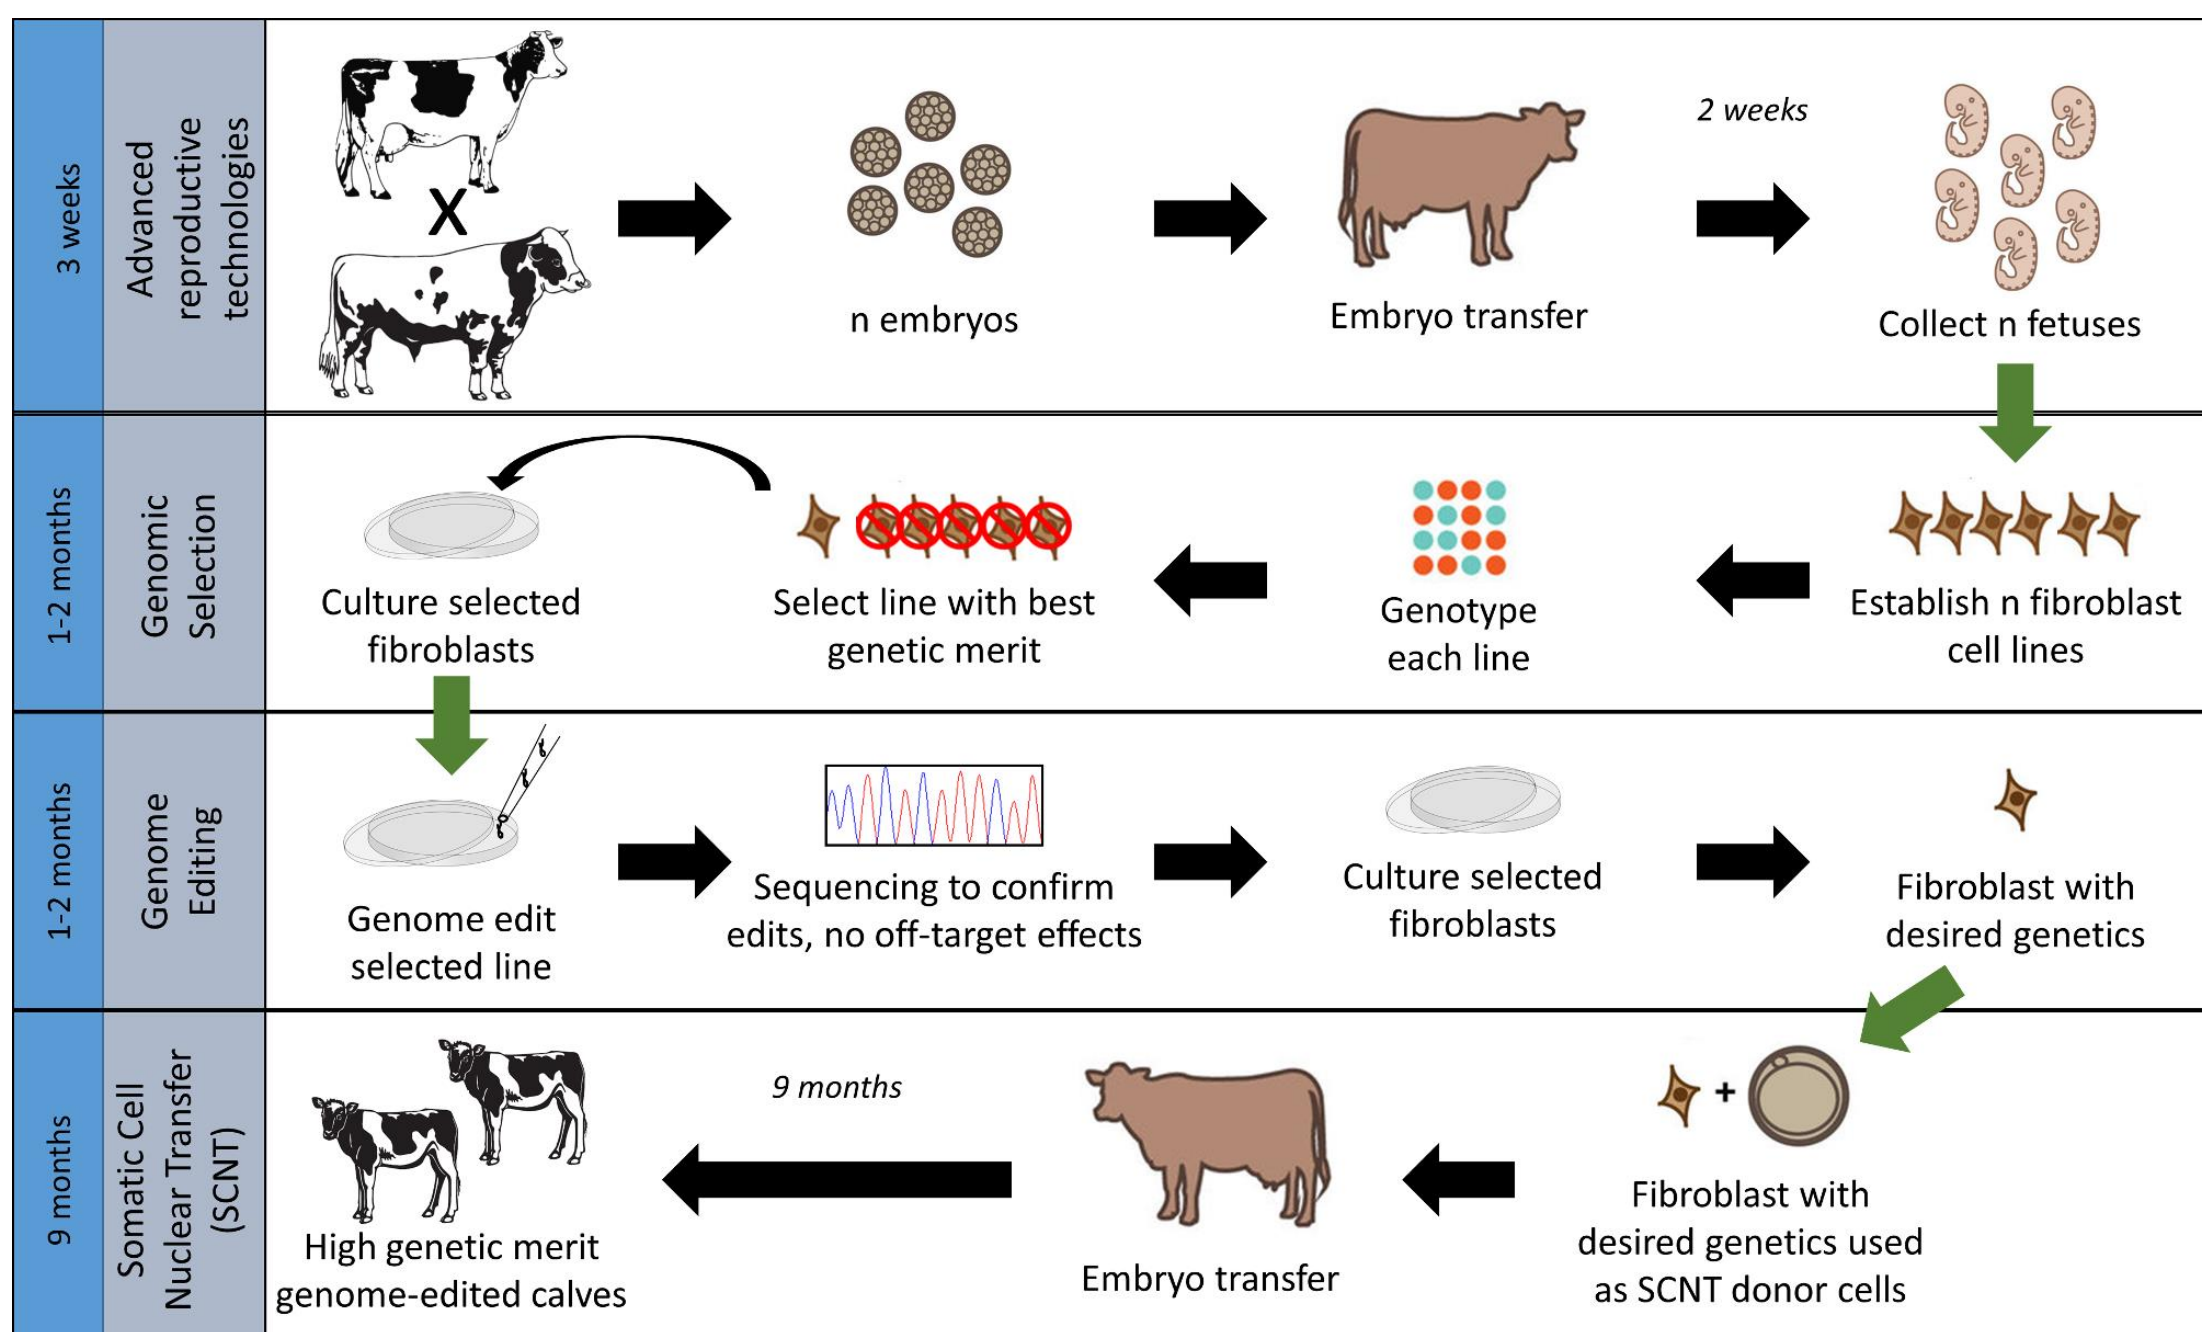 3 weeks
Advanced
reproductive
technologies
X
n embryos
Embryo transfer
2 weeks
Collect n fetuses
1-2 months
Genomic
Selection
Culture selected
fibroblasts
Select line with best
genetic merit
Genotype
each line
Establish n fibroblast
cell lines
1-2 months
Genome
Editing
Genome edit
selected line
Sequencing to confirm
edits, no off-target effects
Culture selected
fibroblasts
Fibroblast with
desired genetics
9 months
Somatic Cell
Nuclear Transfer
(SCNT)
High genetic merit
genome-edited calves
9 months
Embryo transfer
+
Fibroblast with
desired genetics used
as SCNT donor cells